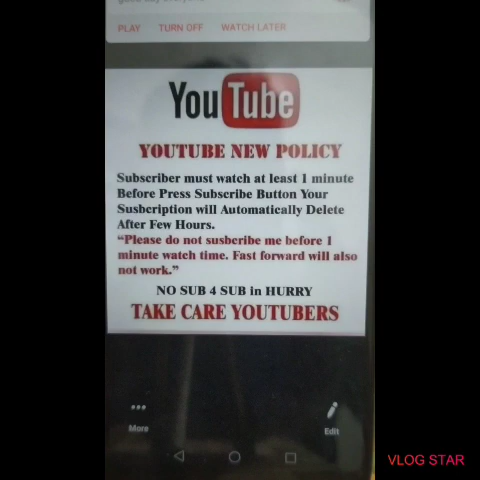 PLAY TURN OFF WATCH LATER
YouTube
YOUTUBE NEW POLICY
Subscriber must watch at least 1 minute
Before Press Subscribe Button Your
Susbcription will Automatically Delete
After Few Hours.
“Please do not susbcribe me before 1
minute watch time. Fast forward will also
not work.”
NO SUB 4 SUB in HURRY
TAKE CARE YOUTUBERS
More Edit
VLOG STAR